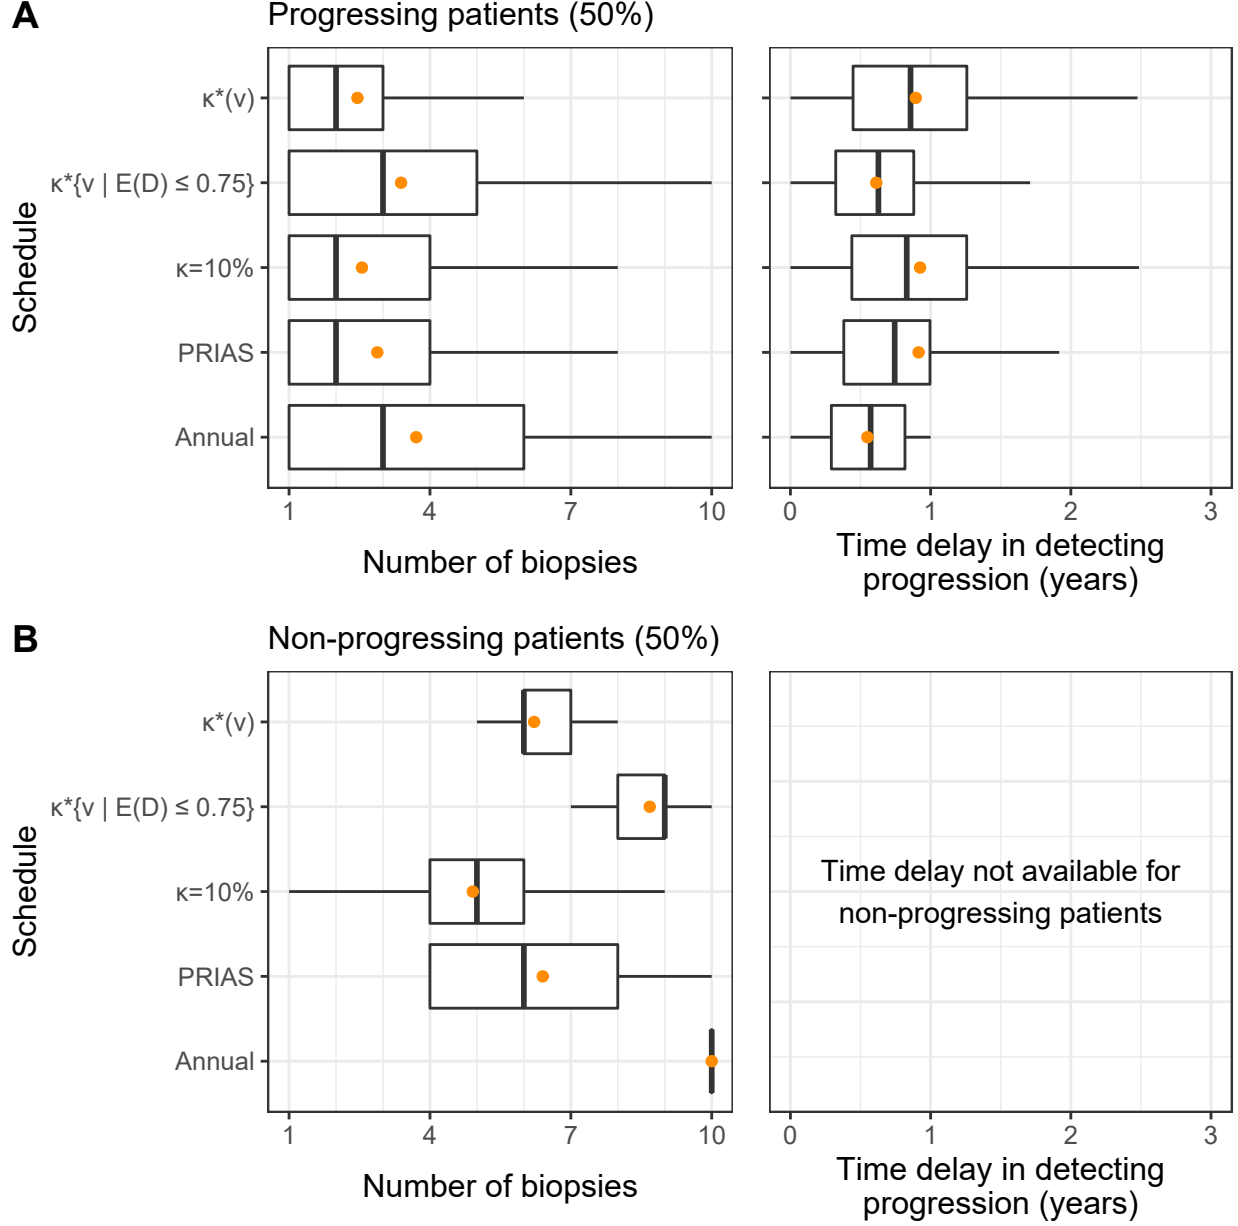 A
Progressing patients (50%)
Schedule
κ*(v)
κ*{v | E(D) ≤ 0.75}
κ=10%
PRIAS
Annual
1 4 7 10
Number of biopsies
0 1 2 3
Time delay in detecting
progression (years)
B
Non-progressing patients (50%)
Schedule
κ*(v)
κ*{v | E(D) ≤ 0.75}
κ=10%
PRIAS
Annual
1 4 7 10
Number of biopsies
Time delay not available for
non-progressing patients
0 1 2 3
Time delay in detecting
progression (years)